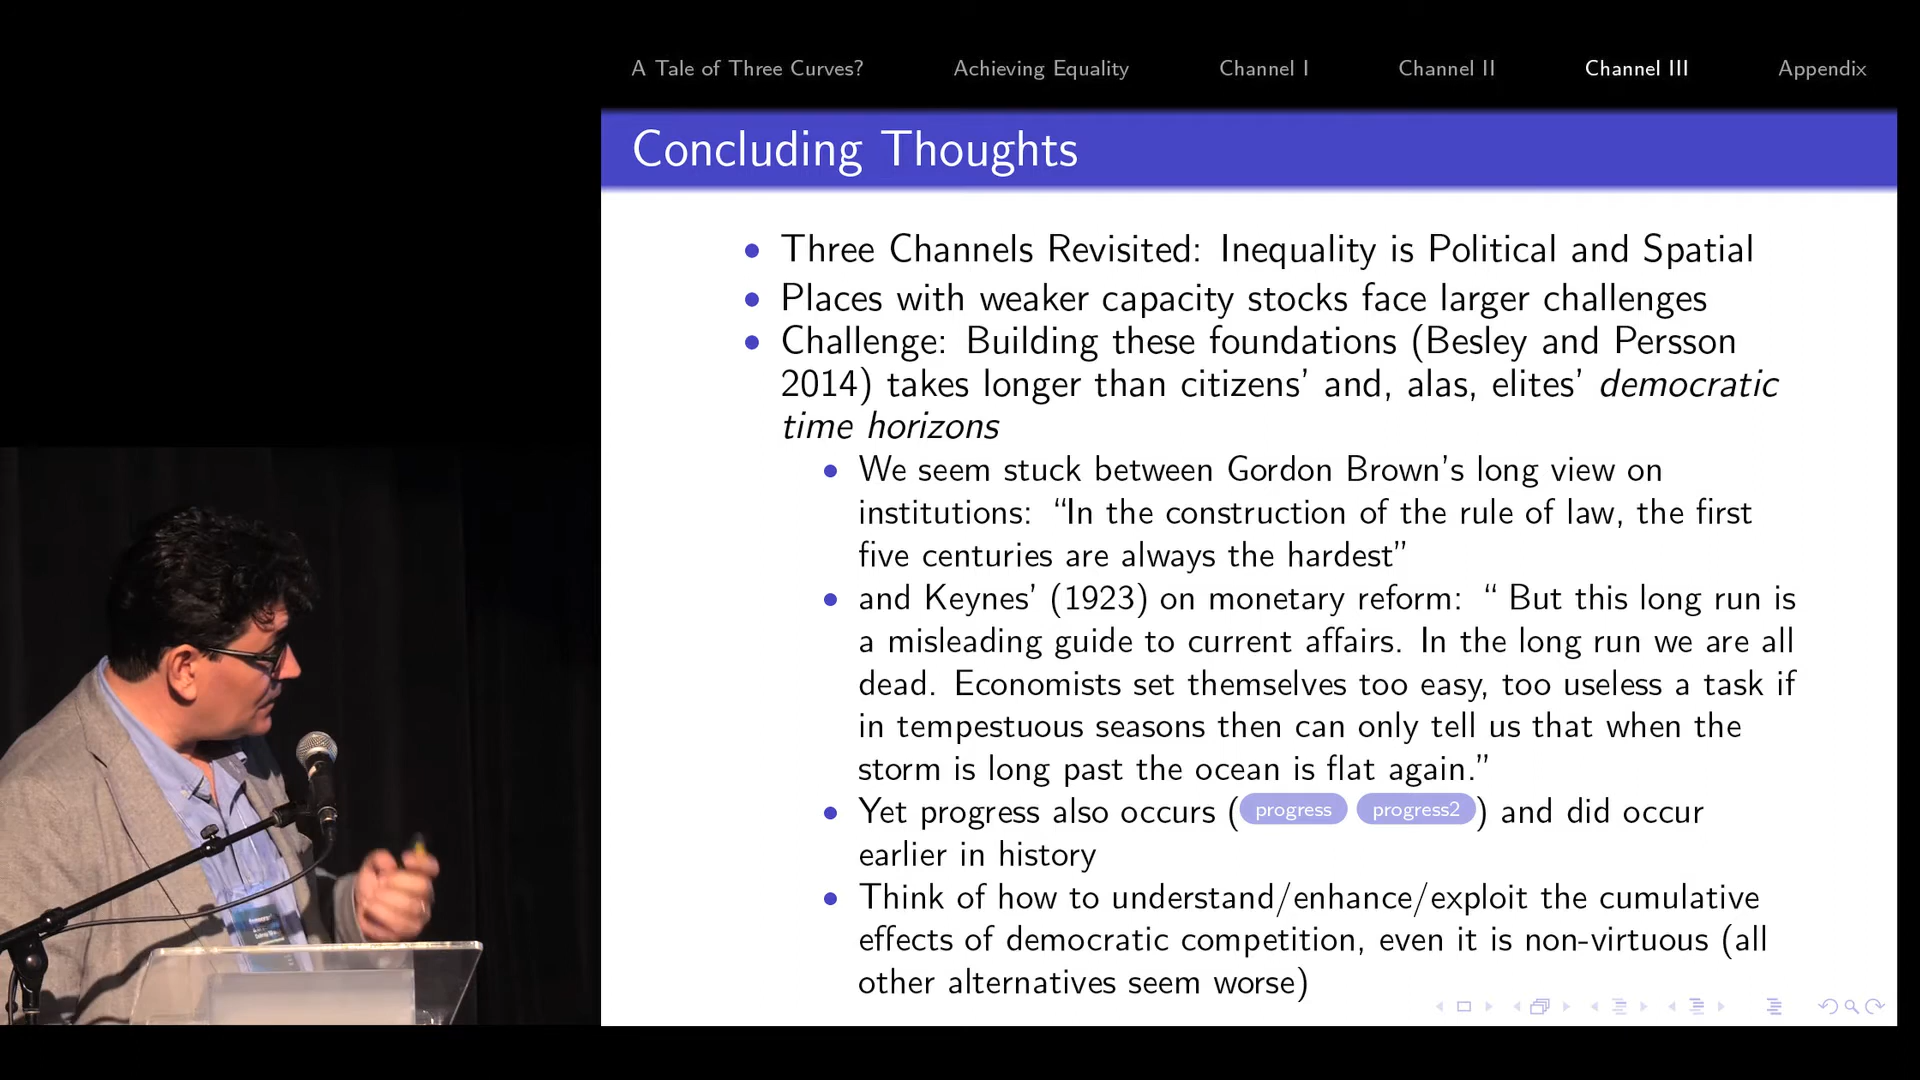 A Tale of Three Curves? Achieving Equality Channel I Channel II Channel III Appendix
Concluding Thoughts
• Three Channels Revisited: Inequality is Political and Spatial
• Places with weaker capacity stocks face larger challenges
• Challenge: Building these foundations (Besley and Persson
2014) takes longer than citizens’ and, alas, elites’ democratic
time horizons
• We seem stuck between Gordon Brown’s long view on
institutions: “In the construction of the rule of law, the first
five centuries are always the hardest”
• and Keynes’ (1923) on monetary reform: “ But this long run is
a misleading guide to current affairs. In the long run we are all
dead. Economists set themselves too easy, too useless a task if
in tempestuous seasons then can only tell us that when the
storm is long past the ocean is flat again.”
• Yet progress also occurs ( progress progress2 ) and did occur
earlier in history
• Think of how to understand/enhance/exploit the cumulative
effects of democratic competition, even it is non-virtuous (all
other alternatives seem worse)